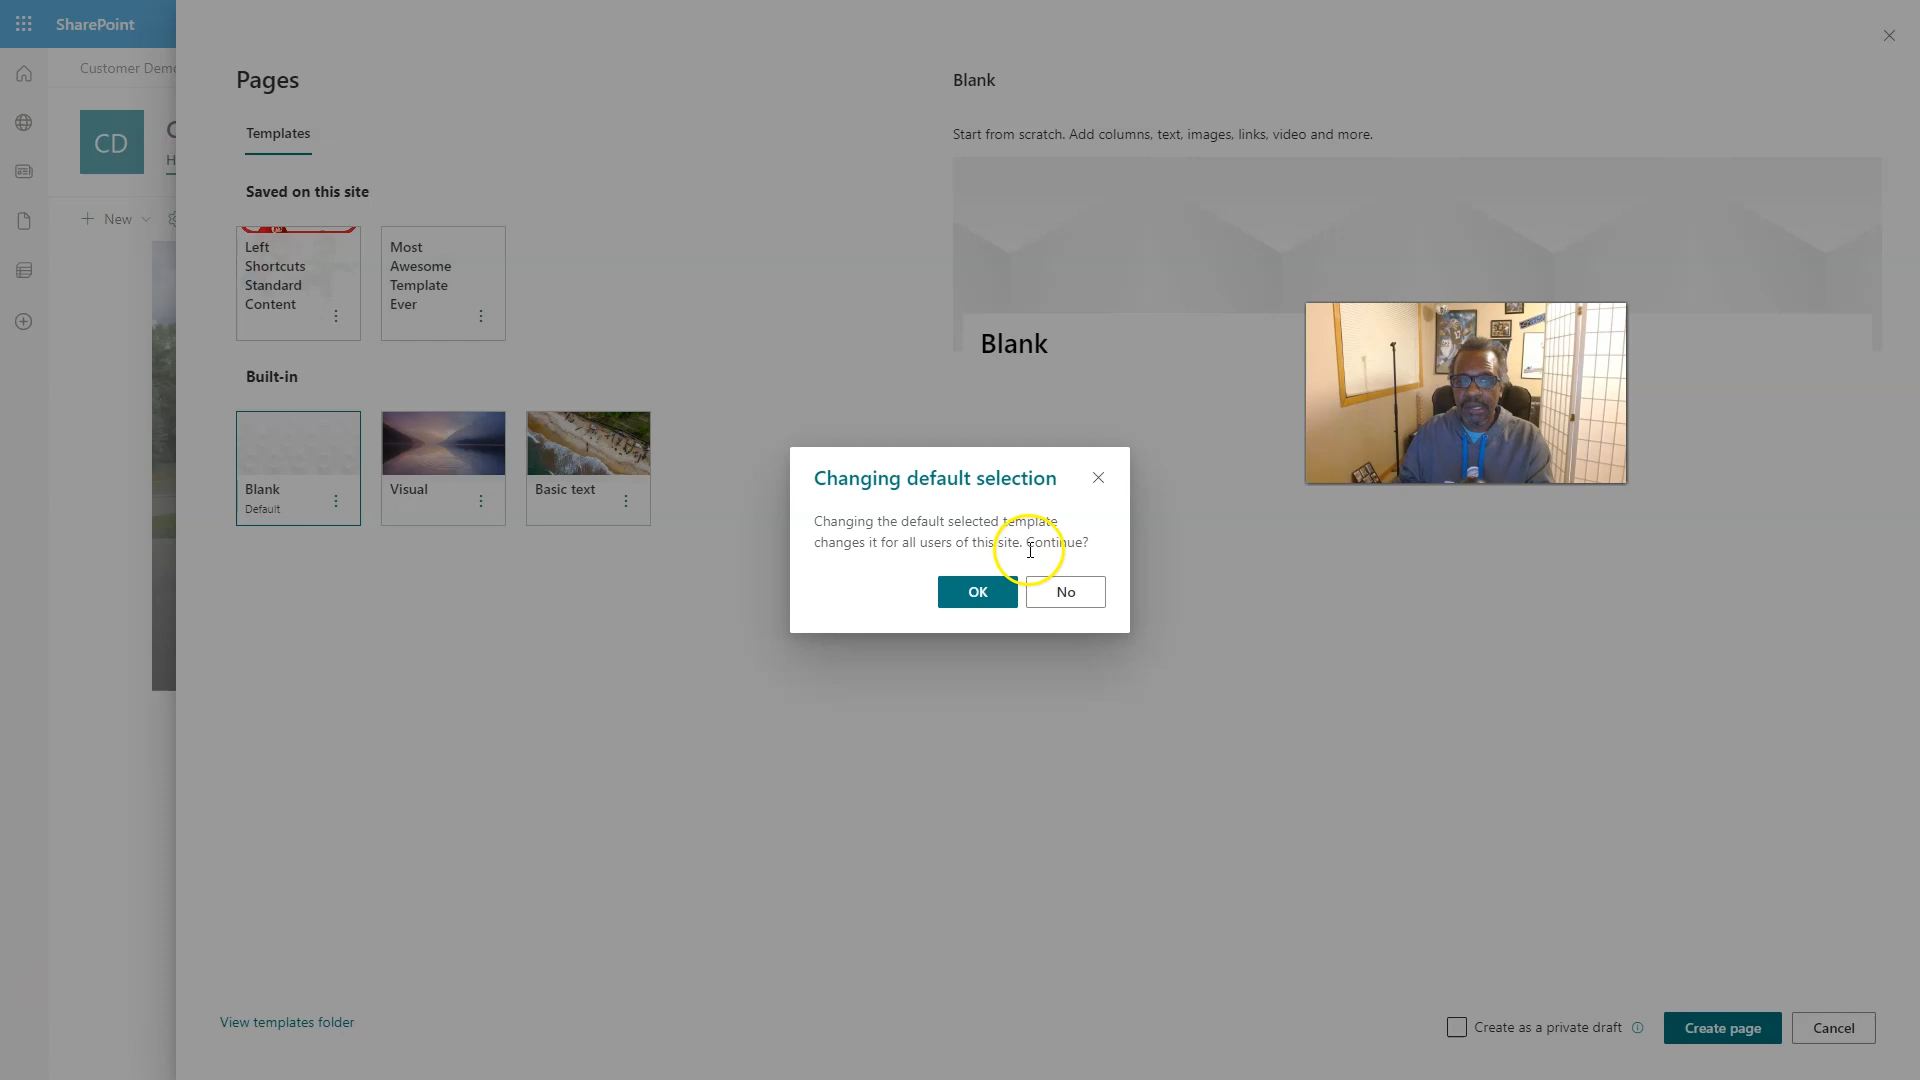 SharePoint
Customer Demo
CD
New
Pages
Templates
Saved on this site
Left
Shortcuts
Standard
Content
Most
Awesome
Template
Ever
Built-in
Blank
Default
Visual
Basic text
Blank
Start from scratch. Add columns, text, images, links, video and more.
Blank
Changing default selection
Changing the default selected template
changes it for all users of this site. Continue?
OK
No
View templates folder
Create as a private draft
Create page
Cancel